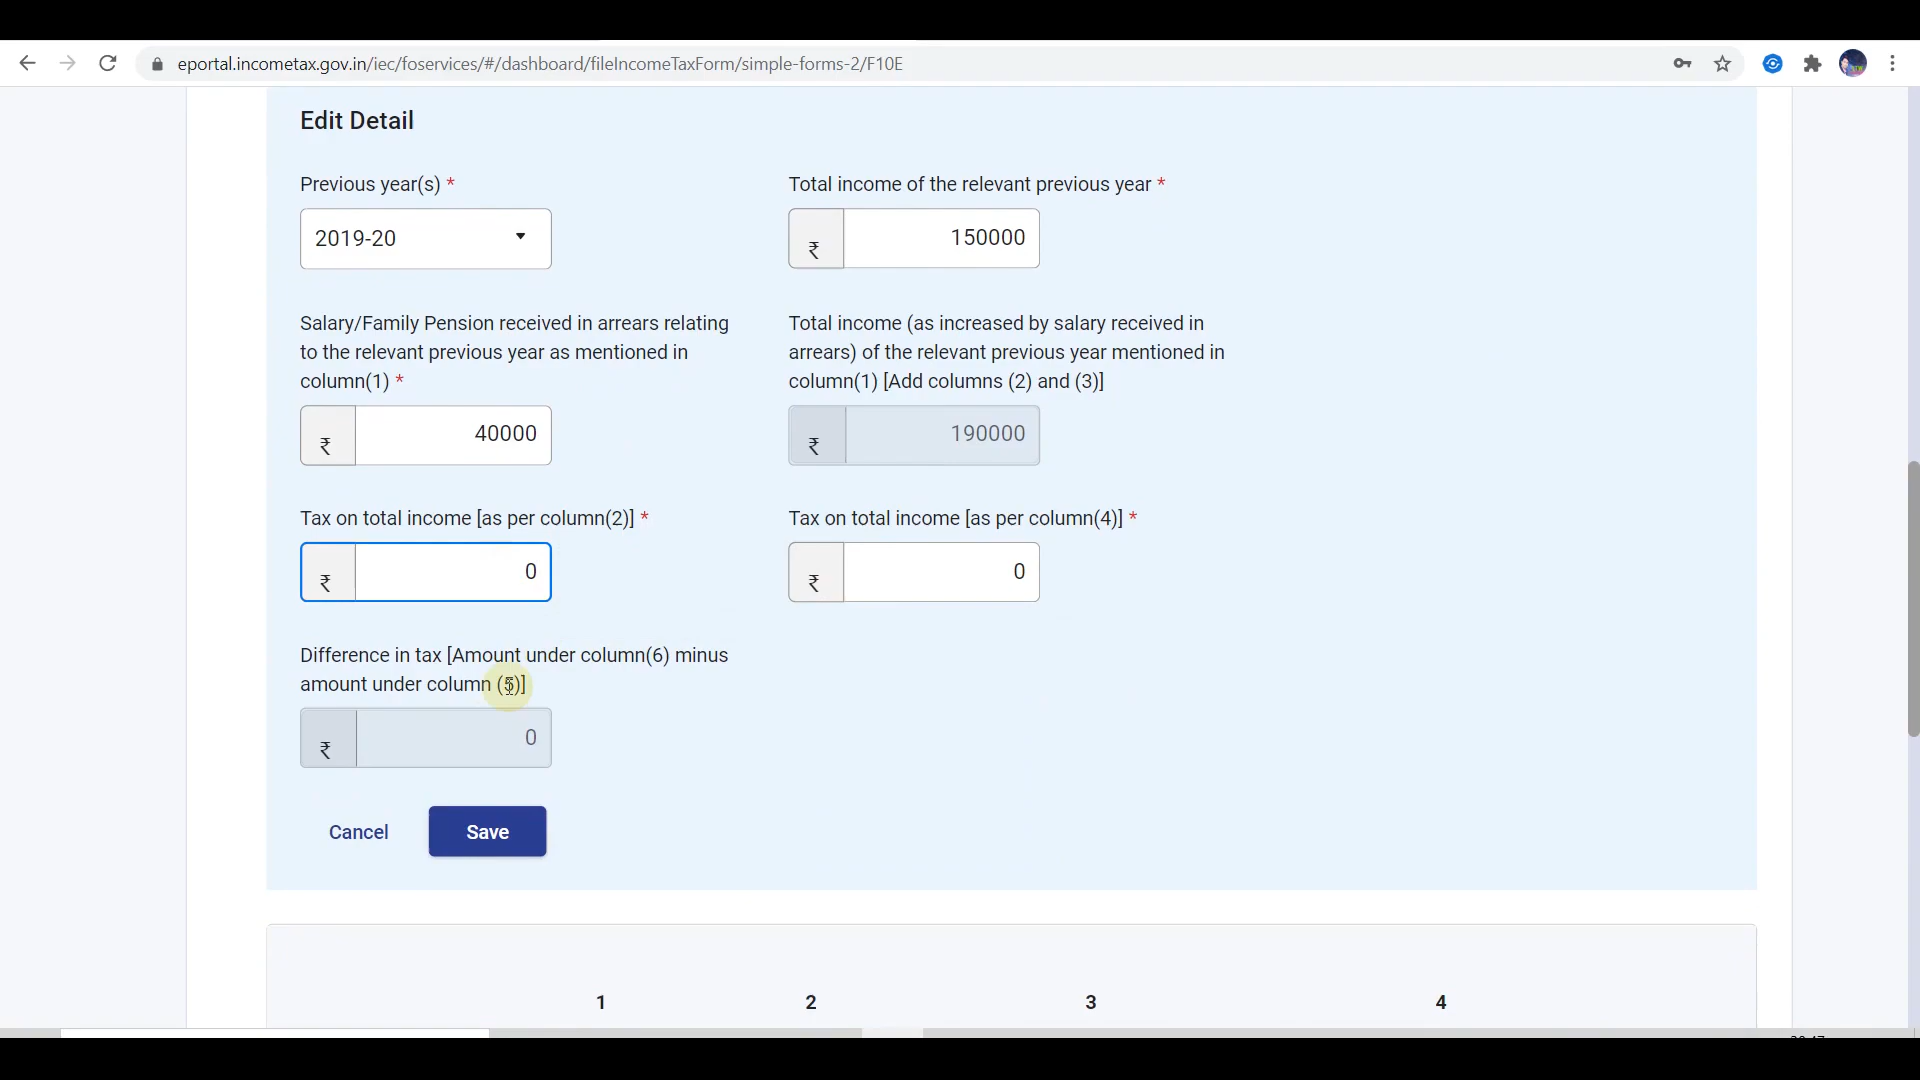 eportal.incometax.gov.in/iec/foservices/#/dashboard/fileIncomeTaxForm/simple-forms-2/F10E
Edit Detail
Previous year(s) *
2019-20
Total income of the relevant previous year *
₹ 150000
Salary/Family Pension received in arrears relating
to the relevant previous year as mentioned in
column(1) *
₹ 40000
Total income (as increased by salary received in
arrears) of the relevant previous year mentioned in
column(1) [Add columns (2) and (3)]
₹ 190000
Tax on total income [as per column(2)] *
₹ 0
Tax on total income [as per column(4)] *
₹ 0
Difference in tax [Amount under column(6) minus
amount under column (5)]
₹ 0
Cancel Save
1 2 3 4